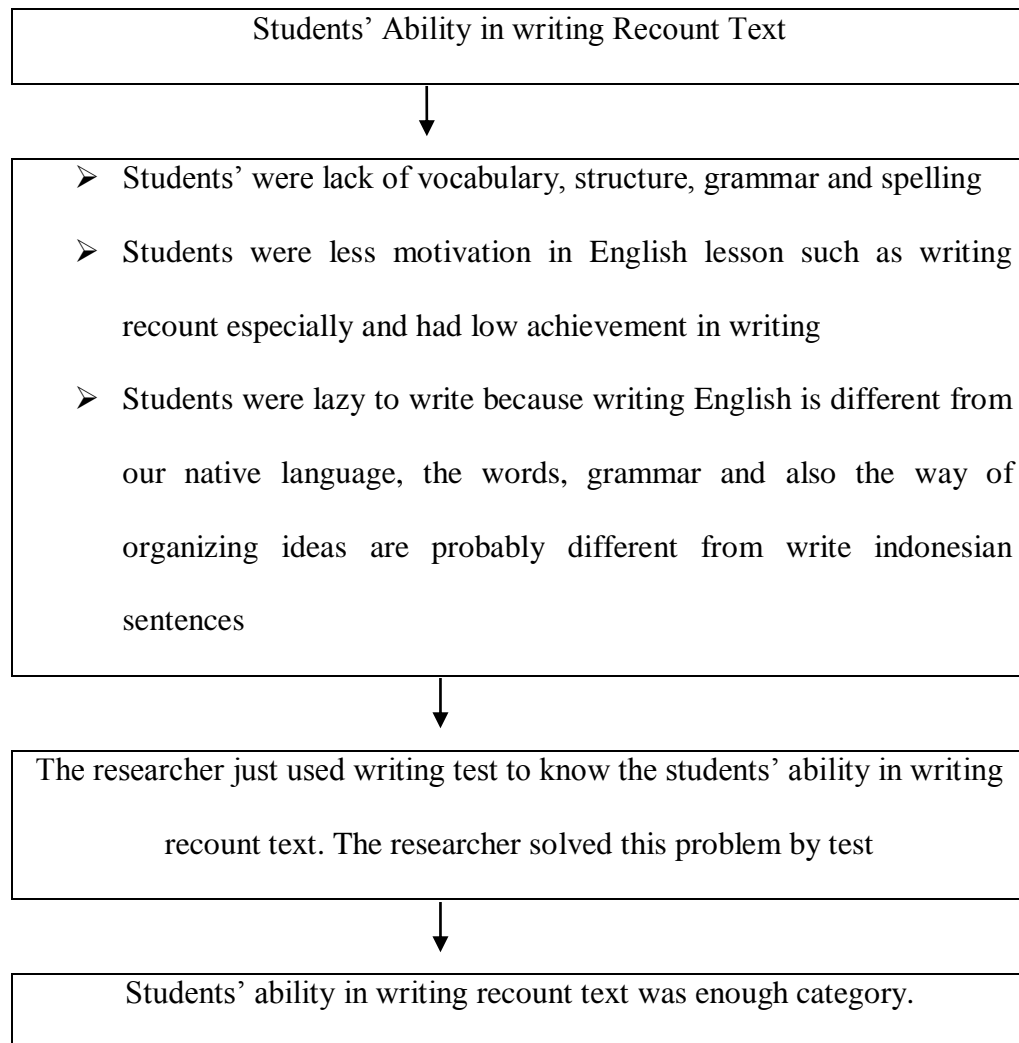 Students’ Ability in writing Recount Text
➢ Students’ were lack of vocabulary, structure, grammar and spelling
➢ Students were less motivation in English lesson such as writing
recount especially and had low achievement in writing
➢ Students were lazy to write because writing English is different from
our native language, the words, grammar and also the way of
organizing ideas are probably different from write indonesian
sentences
The researcher just used writing test to know the students’ ability in writing
recount text. The researcher solved this problem by test
Students’ ability in writing recount text was enough category.